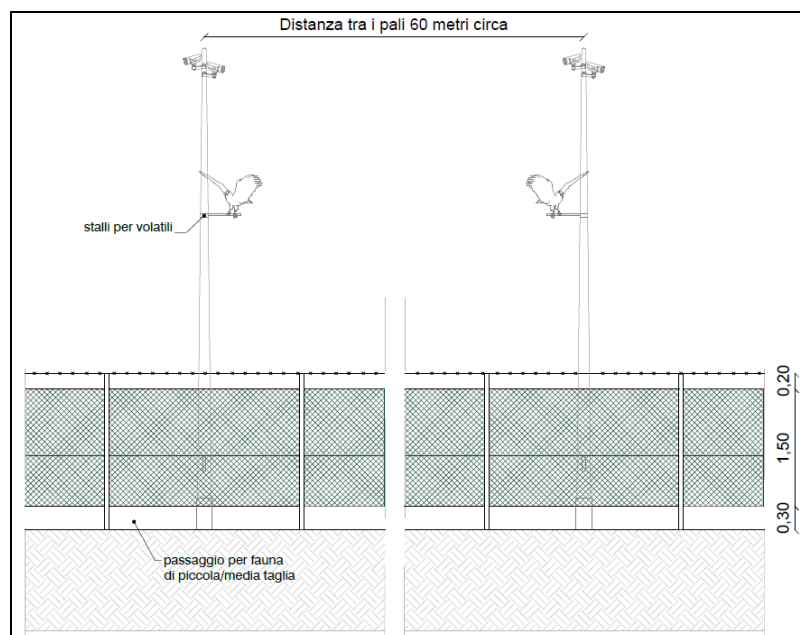 Distanza tra i pali 60 metri circa
stalli per volatili
0,20
1,50
0,30
passaggio per fauna
di piccola/media taglia